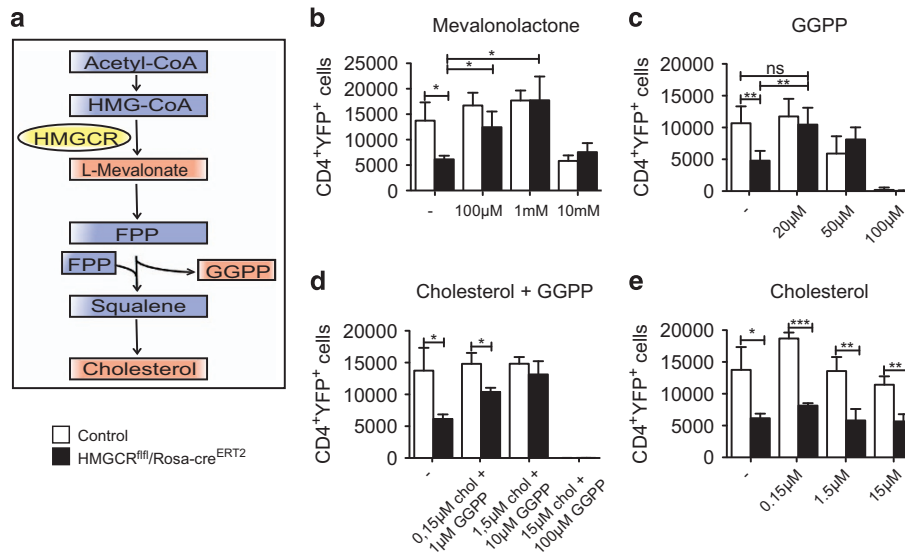 a
Acetyl-CoA
HMG-CoA
HMGCR
L-Mevalonate
FPP
FPP
GGPP
Squalene
Cholesterol
Control
HMGCR^fl/fl/Rosa-cre^ERT2
b
Mevalonolactone
CD4+YFP+ cells
25000
20000
15000
10000
5000
0
*
*
*
-
100µM
1mM
10mM
c
GGPP
CD4+YFP+ cells
20000
15000
10000
5000
0
ns
**
**
-
20µM
50µM
100µM
d
Cholesterol + GGPP
CD4+YFP+ cells
20000
15000
10000
5000
0
*
*
-
0,15µM chol +
1µM GGPP
1,5µM chol +
10µM GGPP
15µM chol +
100µM GGPP
e
Cholesterol
CD4+YFP+ cells
20000
15000
10000
5000
0
*
***
**
**
-
0.15µM
1.5µM
15µM